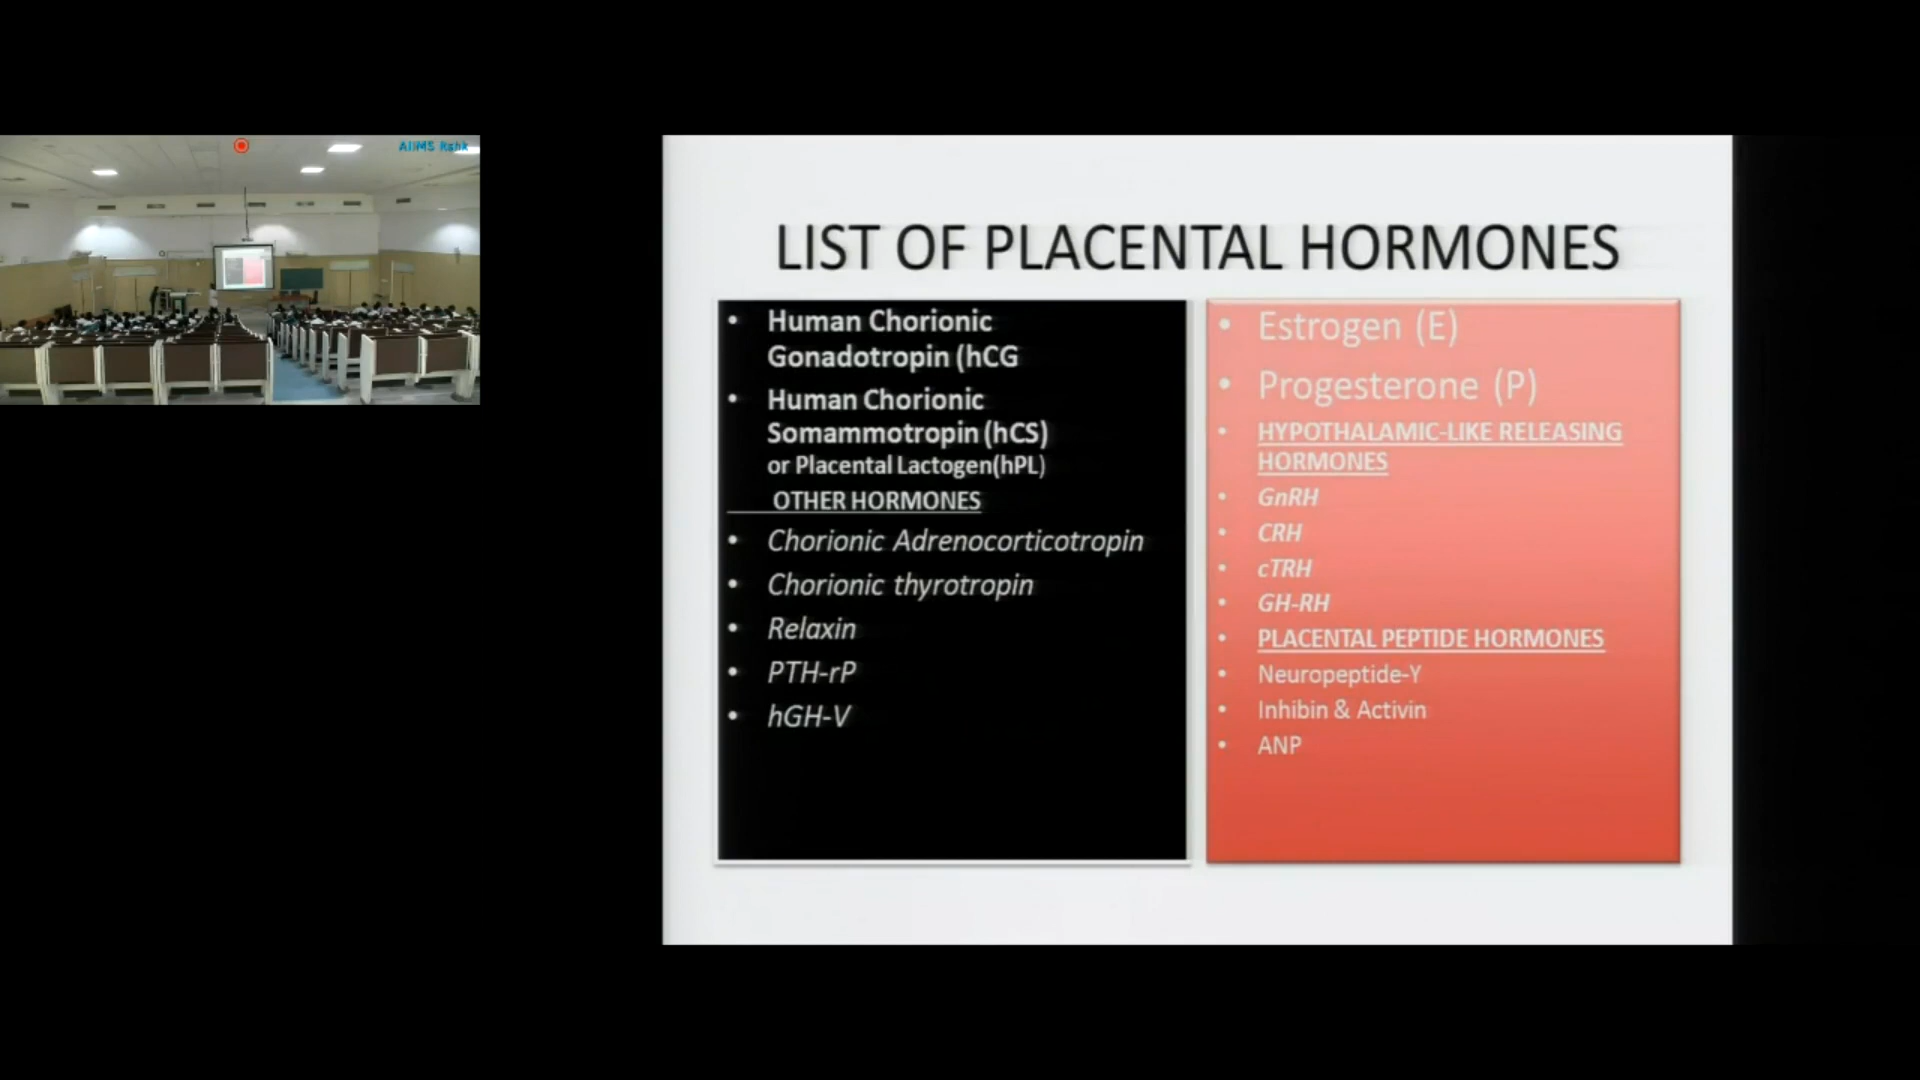 AIIMS Rshk
LIST OF PLACENTAL HORMONES
• Human Chorionic
Gonadotropin (hCG
• Human Chorionic
Somammotropin (hCS)
or Placental Lactogen(hPL)
OTHER HORMONES
• Chorionic Adrenocorticotropin
• Chorionic thyrotropin
• Relaxin
• PTH-rP
• hGH-V
• Estrogen (E)
• Progesterone (P)
• HYPOTHALAMIC-LIKE RELEASING
HORMONES
• GnRH
• CRH
• cTRH
• GH-RH
• PLACENTAL PEPTIDE HORMONES
• Neuropeptide-Y
• Inhibin & Activin
• ANP